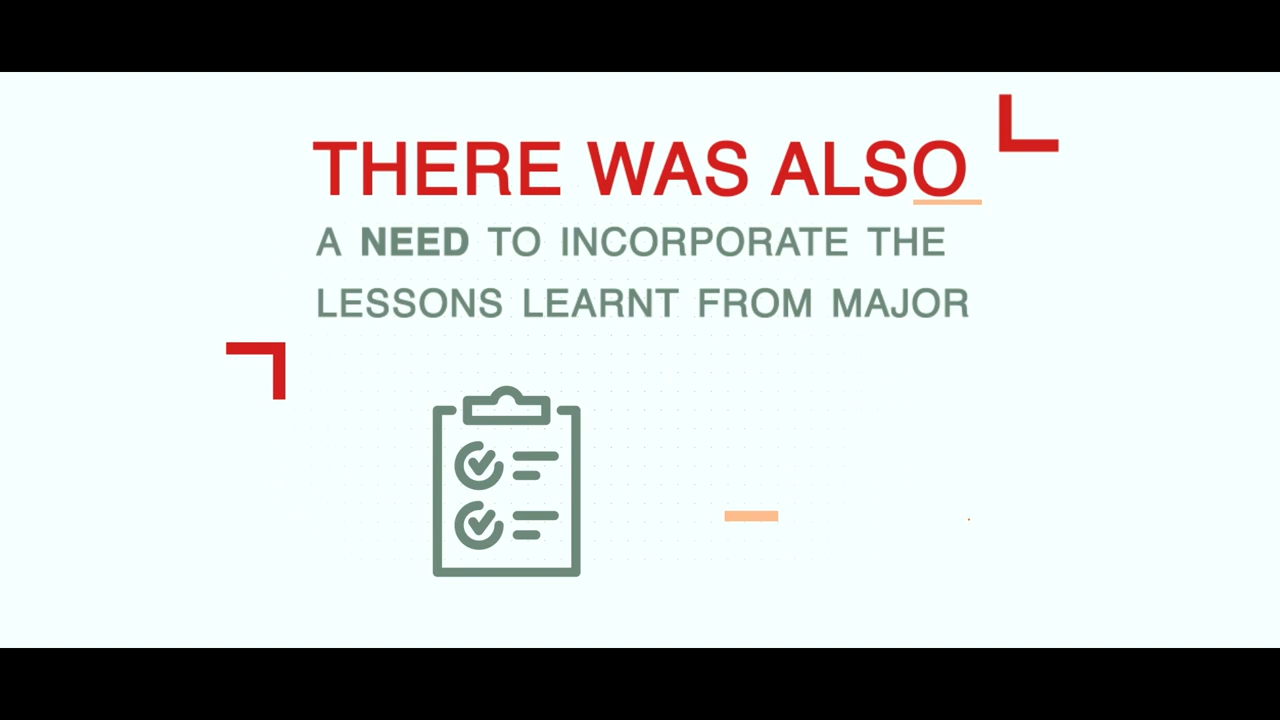 THERE WAS ALSO
A NEED TO INCORPORATE THE
LESSONS LEARNT FROM MAJOR